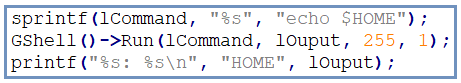 sprintf(lCommand, "%s", "echo $HOME");
GShell()->Run(lCommand, lOuput, 255, 1);
printf("%s: %s\n", "HOME", lOuput);